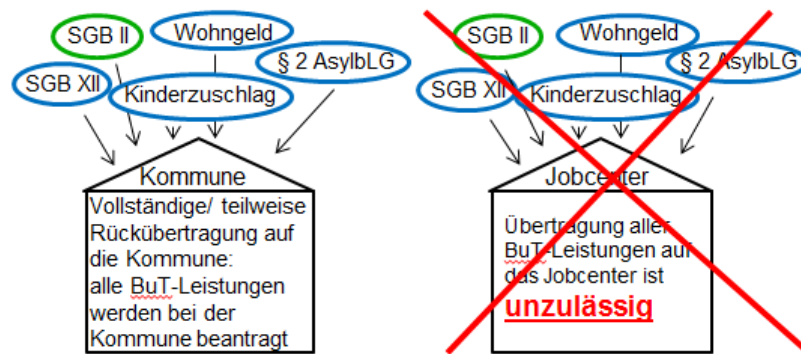 SGB II
Wohngeld
§ 2 AsylbLG
SGB XII
Kinderzuschlag
Kommune
Vollständige/ teilweise
Rückübertragung auf
die Kommune:
alle BuT-Leistungen
werden bei der
Kommune beantragt
SGB II
Wohngeld
§ 2 AsylbLG
SGB XII
Kinderzuschlag
Jobcenter
Übertragung aller
BuT-Leistungen auf
das Jobcenter ist
unzulässig